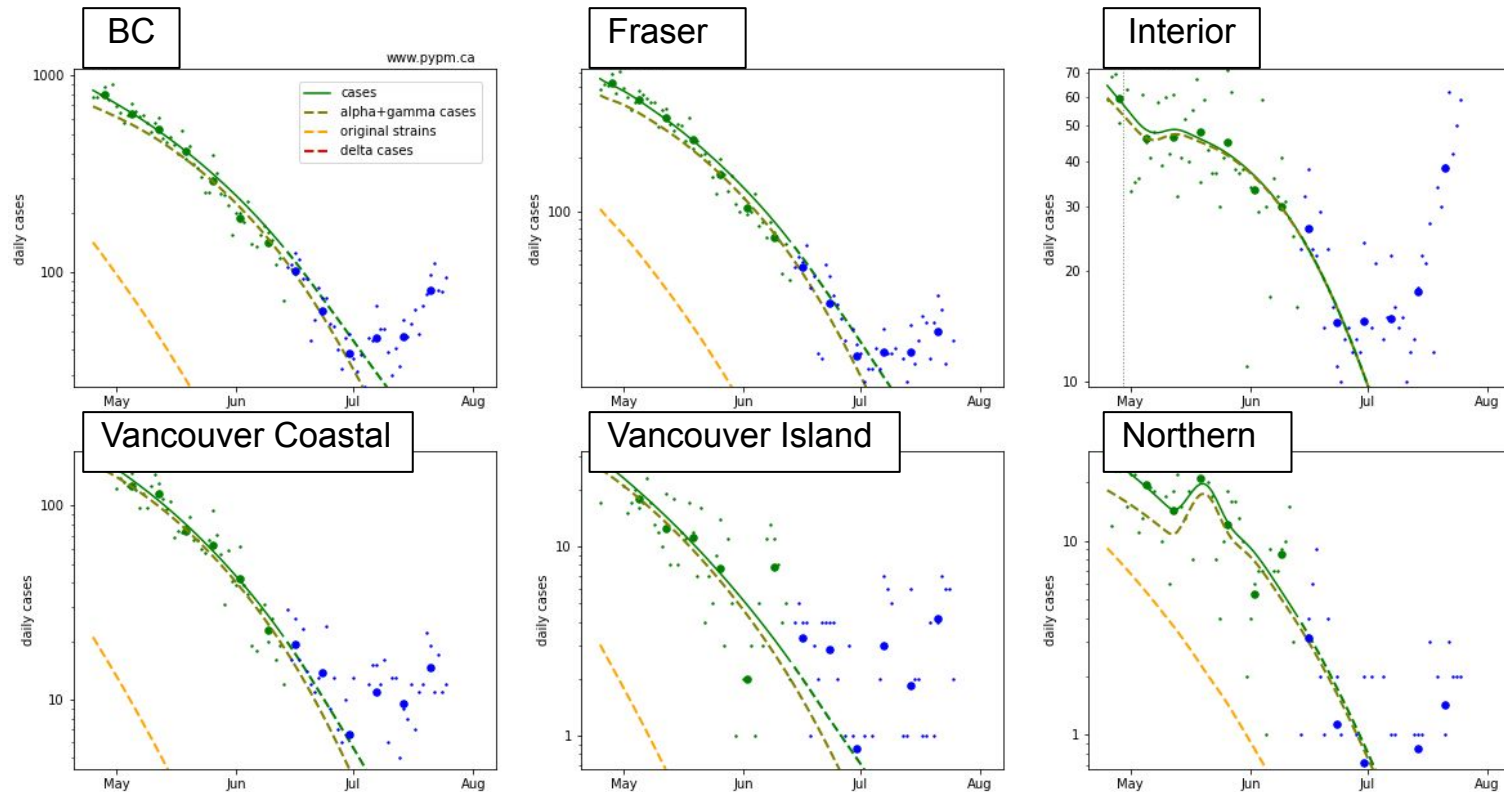 BC
www.pypm.ca
1000
100
daily cases
cases
alpha+gamma cases
original strains
delta cases
May
Jun
Jul
Aug
Fraser
100
daily cases
May
Jun
Jul
Aug
Interior
70
60
50
40
30
20
10
daily cases
May
Jun
Jul
Aug
Vancouver Coastal
100
10
daily cases
May
Jun
Jul
Aug
Vancouver Island
10
1
daily cases
May
Jun
Jul
Aug
Northern
10
1
daily cases
May
Jun
Jul
Aug